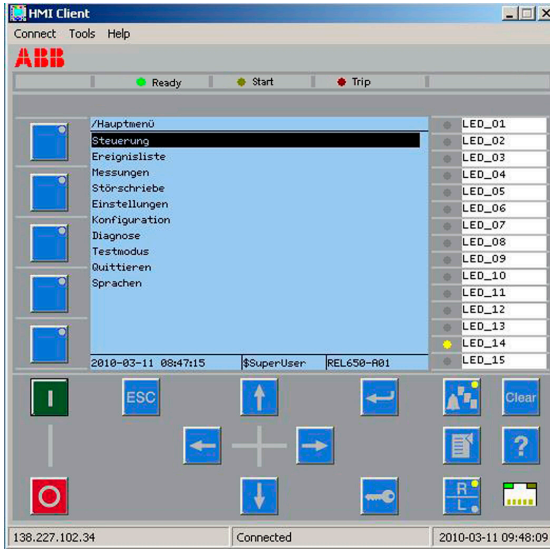 HMI Client
Connect Tools Help
ABB
Ready Start Trip
/Hauptmenü
Steuerung
Ereignisliste
Messungen
Störschriebe
Einstellungen
Konfiguration
Diagnose
Testmodus
Quittieren
Sprachen
2010-03-11 08:47:15 $SuperUser REL650-A01
LED_01
LED_02
LED_03
LED_04
LED_05
LED_06
LED_07
LED_08
LED_09
LED_10
LED_11
LED_12
LED_13
LED_14
LED_15
I ESC Clear
?
O R
L
138.227.102.34 Connected 2010-03-11 09:48:09